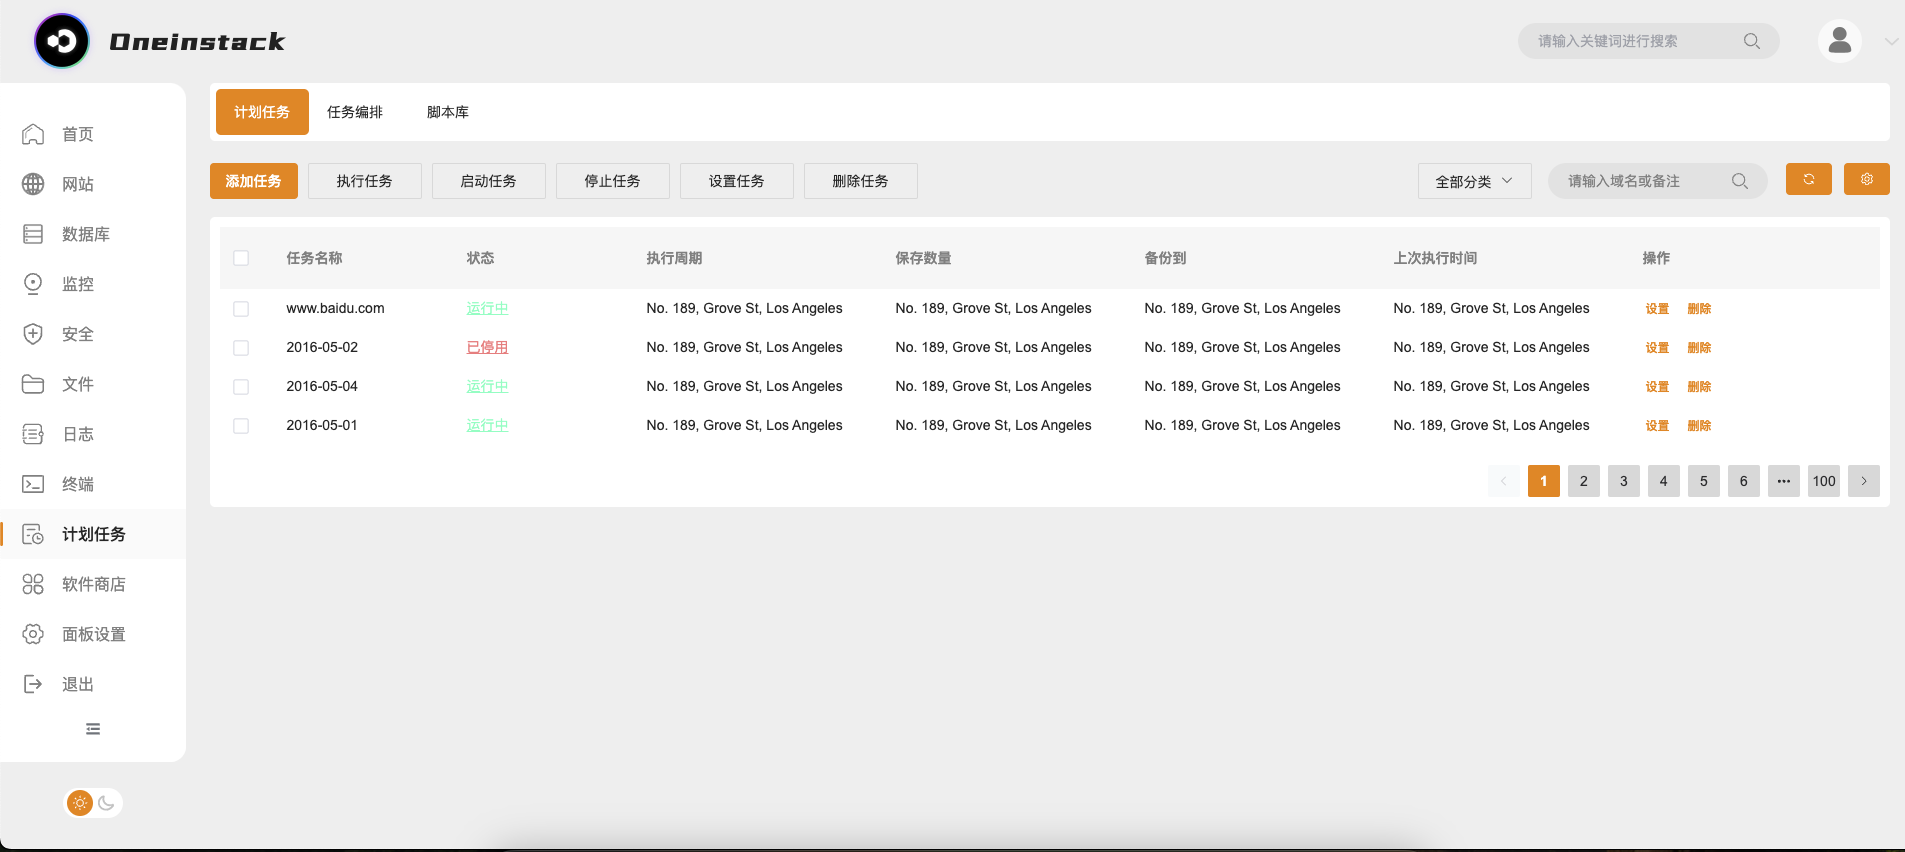 Oneinstack
请输入关键词进行搜索
首页
网站
数据库
监控
安全
文件
日志
终端
计划任务
软件商店
面板设置
退出
计划任务 任务编排 脚本库
添加任务 执行任务 启动任务 停止任务 设置任务 删除任务 全部分类 请输入域名或备注
任务名称 状态 执行周期 保存数量 备份到 上次执行时间 操作
www.baidu.com 运行中 No. 189, Grove St, Los Angeles No. 189, Grove St, Los Angeles No. 189, Grove St, Los Angeles No. 189, Grove St, Los Angeles 设置 删除
2016-05-02 已停用 No. 189, Grove St, Los Angeles No. 189, Grove St, Los Angeles No. 189, Grove St, Los Angeles No. 189, Grove St, Los Angeles 设置 删除
2016-05-04 运行中 No. 189, Grove St, Los Angeles No. 189, Grove St, Los Angeles No. 189, Grove St, Los Angeles No. 189, Grove St, Los Angeles 设置 删除
2016-05-01 运行中 No. 189, Grove St, Los Angeles No. 189, Grove St, Los Angeles No. 189, Grove St, Los Angeles No. 189, Grove St, Los Angeles 设置 删除
1 2 3 4 5 6 ••• 100